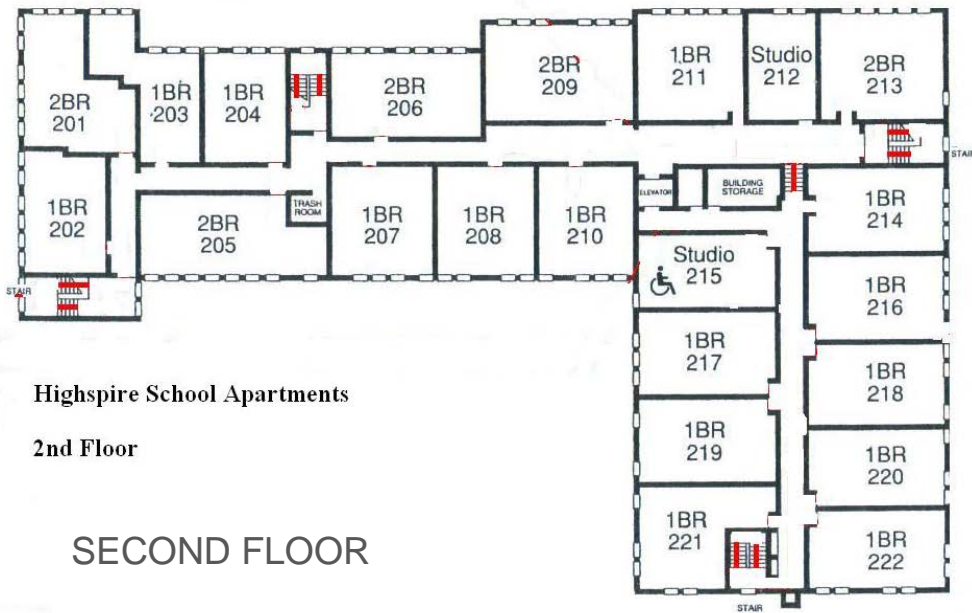 2BR
201
1BR
203
1BR
204
2BR
206
2BR
209
1BR
211
Studio
212
2BR
213
STAIR
1BR
202
2BR
205
TRASH
ROOM
1BR
207
1BR
208
1BR
210
ELEVATOR
BUILDING
STORAGE
1BR
214
STAIR
Studio
215
1BR
216
1BR
217
1BR
218
1BR
219
1BR
220
1BR
221
1BR
222
STAIR
Highspire School Apartments
2nd Floor
SECOND FLOOR